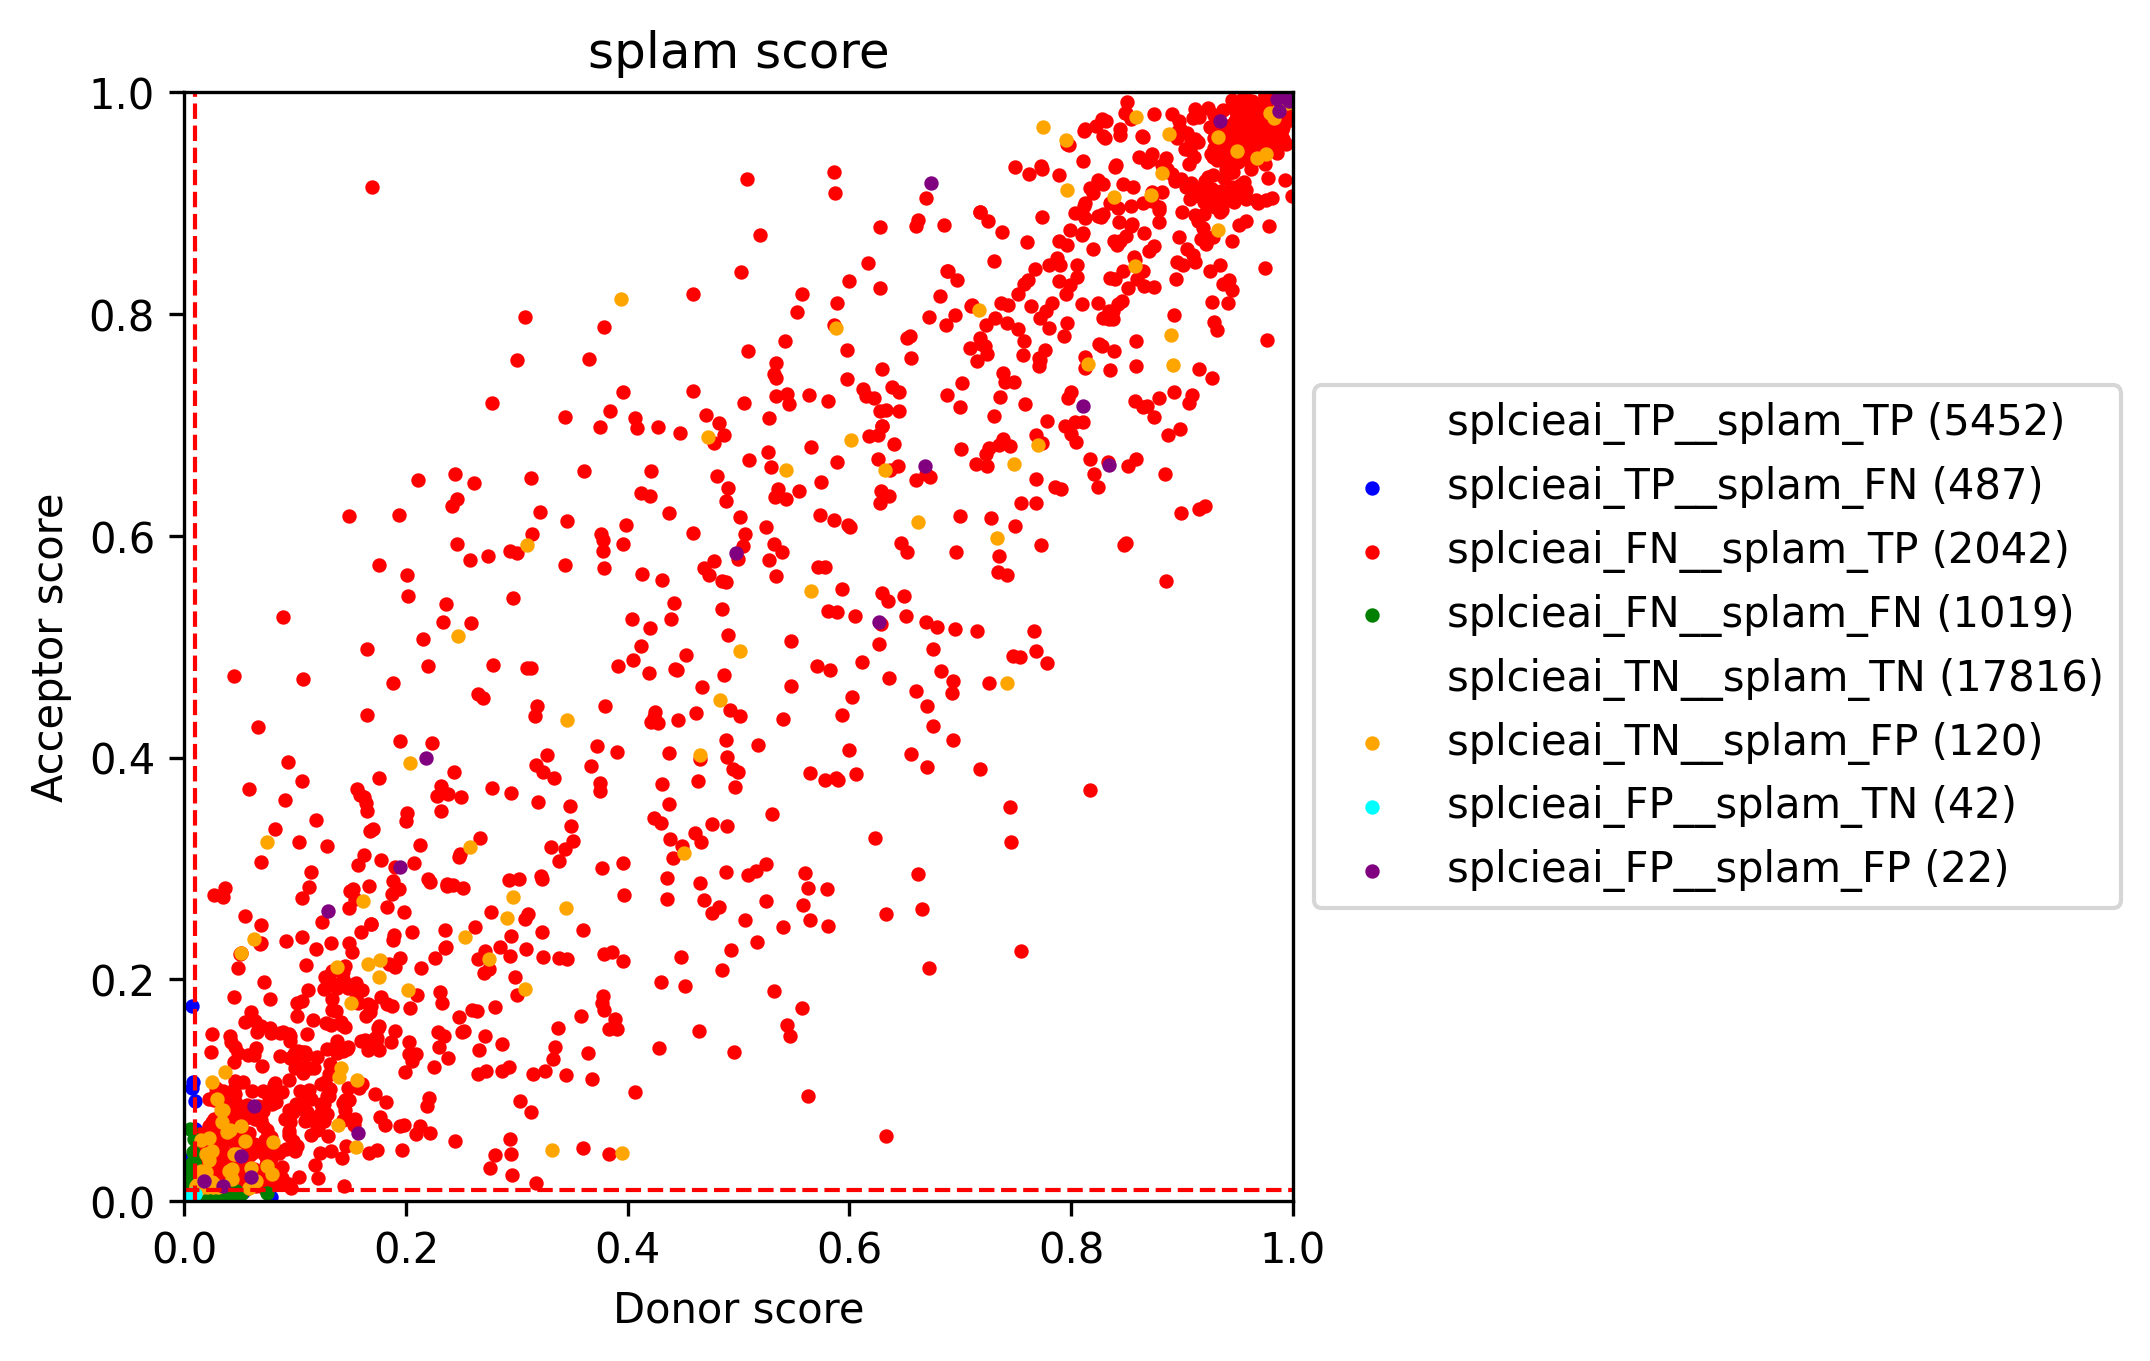 splam score
1.0
0.8
0.6
0.4
0.2
0.0
Acceptor score
0.0 0.2 0.4 0.6 0.8 1.0
Donor score
splcieai_TP__splam_TP (5452)
splcieai_TP__splam_FN (487)
splcieai_FN__splam_TP (2042)
splcieai_FN__splam_FN (1019)
splcieai_TN__splam_TN (17816)
splcieai_TN__splam_FP (120)
splcieai_FP__splam_TN (42)
splcieai_FP__splam_FP (22)